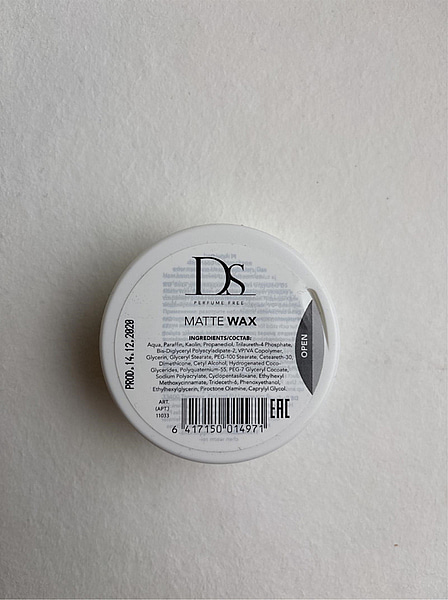 DS
PERFUME FREE
MATTE WAX
INGREDIENTS/СОСТАВ:
Aqua, Paraffin, Kaolin, Propanediol, Trilaureth-4 Phosphate,
Bis-Diglyceryl Polyacyladipate-2, VP/VA Copolymer,
Glycerin, Glyceryl Stearate, PEG-100 Stearate, Ceteareth-30,
Dimethicone, Cetyl Alcohol, Hydrogenated Coco-
Glycerides, Polyquaternium-55, PEG-7 Glyceryl Cocoate,
Sodium Polyacrylate, Cyclopentasiloxane, Ethylhexyl
Methoxycinnamate, Trideceth-6, Phenoxyethanol,
Ethylhexylglycerin, Piroctone Olamine, Caprylyl Glycol.
PROD. 14.12.2020
OPEN
ART.
(АРТ.)
11033
EAC
6 417150 014971